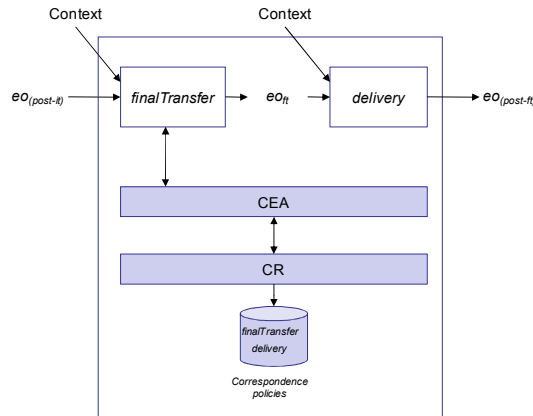 Context
Context
eo(post-it)
finalTransfer
eoft
delivery
eo(post-ft)
CEA
CR
finalTransfer
delivery
Correspondence
policies